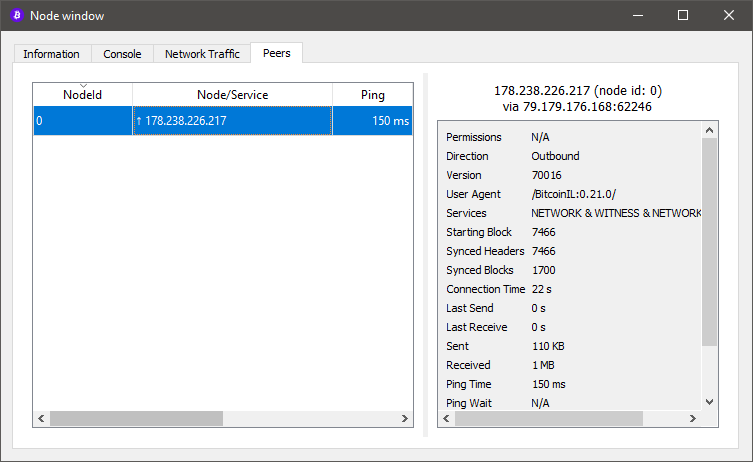 Node window
Information Console Network Traffic Peers
NodeId Node/Service Ping
0 ↑ 178.238.226.217 150 ms
178.238.226.217 (node id: 0)
via 79.179.176.168:62246
Permissions N/A
Direction Outbound
Version 70016
User Agent /BitcoinIL:0.21.0/
Services NETWORK & WITNESS & NETWORK
Starting Block 7466
Synced Headers 7466
Synced Blocks 1700
Connection Time 22 s
Last Send 0 s
Last Receive 0 s
Sent 110 KB
Received 1 MB
Ping Time 150 ms
Ping Wait N/A